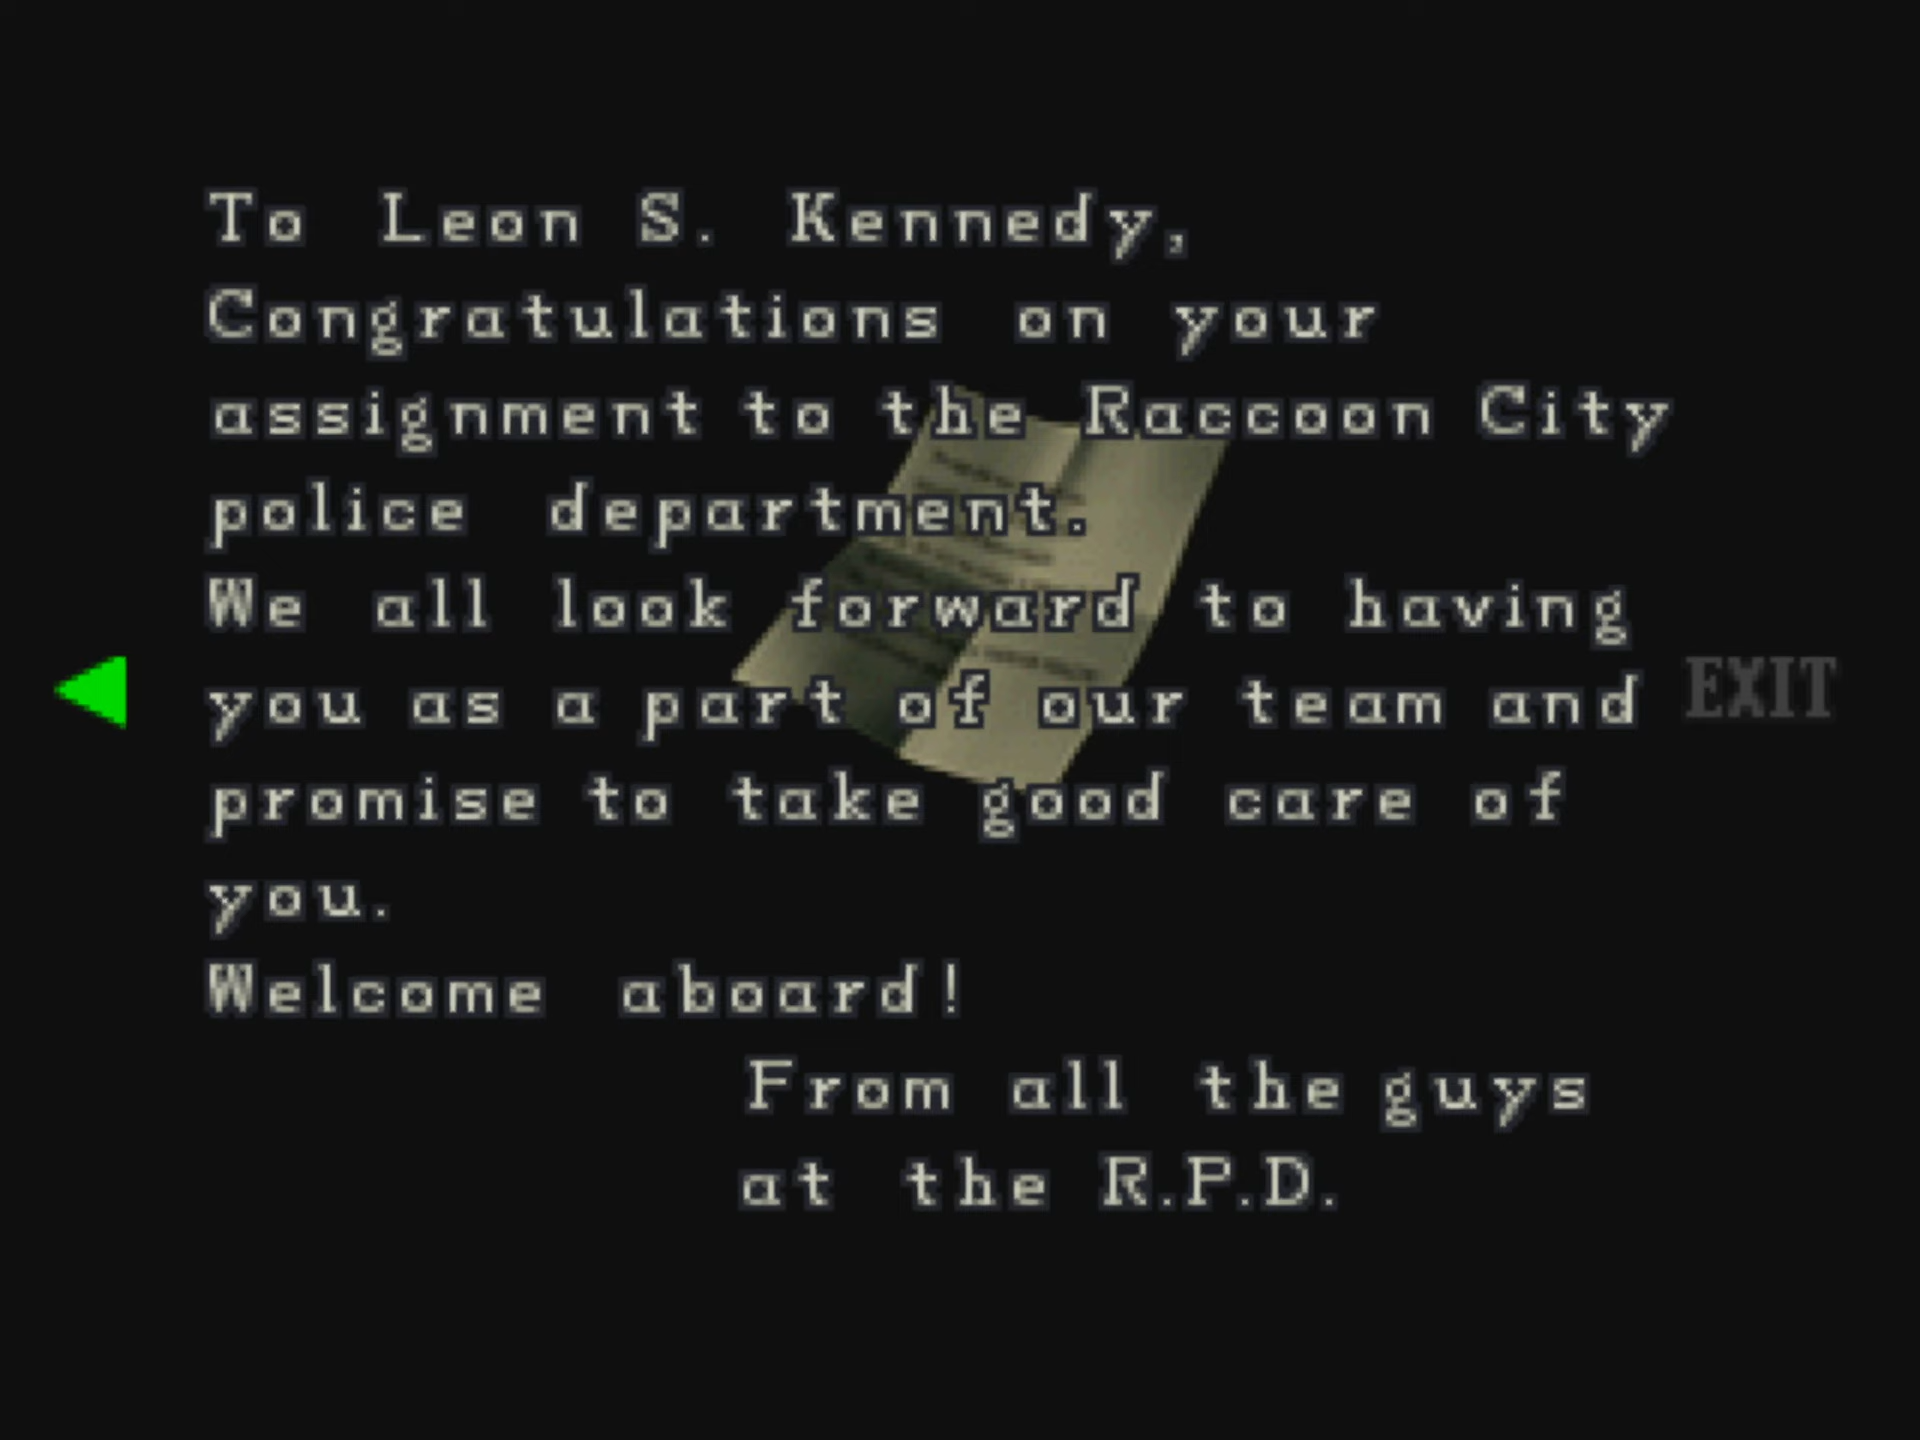 To Leon S. Kennedy,
Congratulations on your
assignment to the Raccoon City
police department.
We all look forward to having
you as a part of our team and
EXIT
promise to take good care of
you.
Welcome aboard!
From all the guys
at the R.P.D.